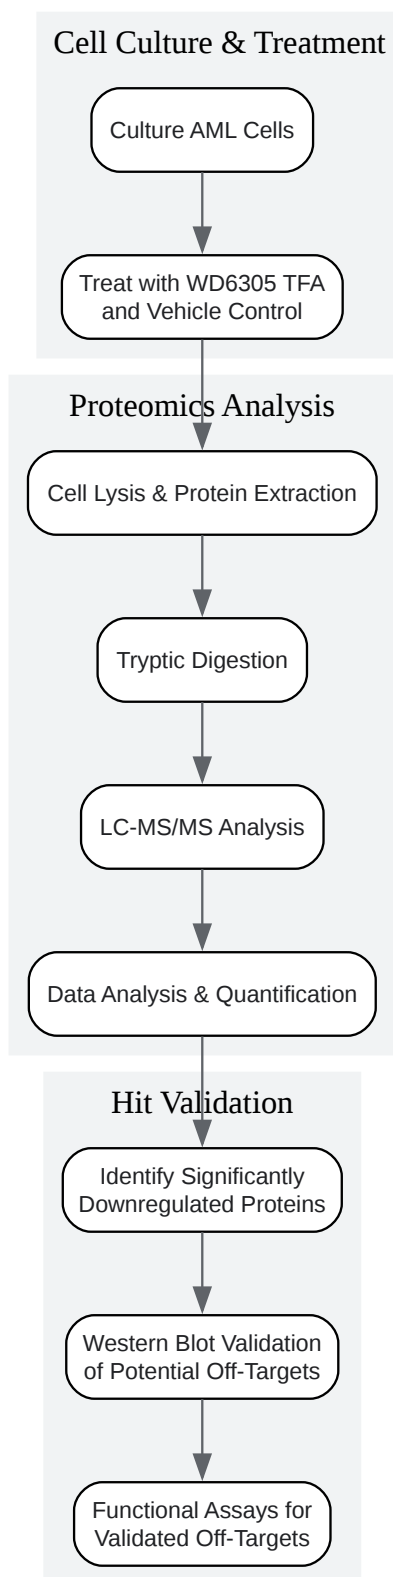 Cell Culture & Treatment
Culture AML Cells
Treat with WD6305 TFA
and Vehicle Control
Proteomics Analysis
Cell Lysis & Protein Extraction
Tryptic Digestion
LC-MS/MS Analysis
Data Analysis & Quantification
Hit Validation
Identify Significantly
Downregulated Proteins
Western Blot Validation
of Potential Off-Targets
Functional Assays for
Validated Off-Targets